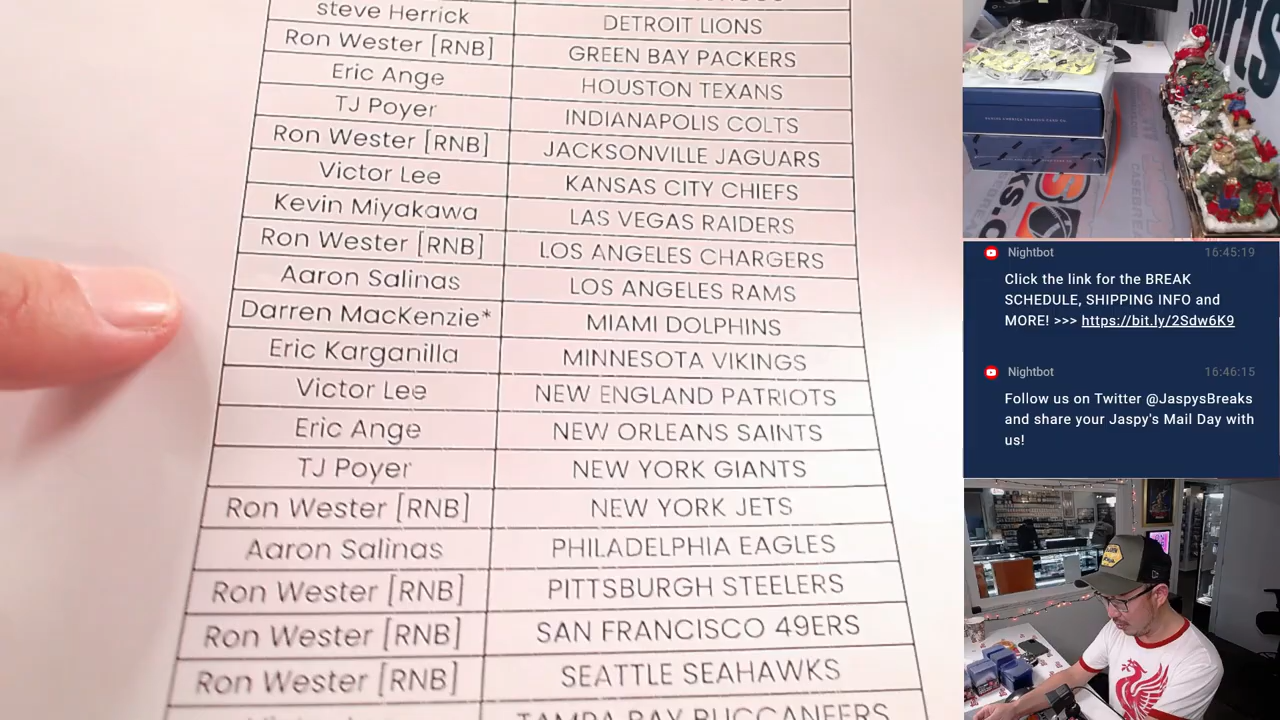 steve Herrick DETROIT LIONS
Ron Wester [RNB] GREEN BAY PACKERS
Eric Ange HOUSTON TEXANS
TJ Poyer INDIANAPOLIS COLTS
Ron Wester [RNB] JACKSONVILLE JAGUARS
Victor Lee KANSAS CITY CHIEFS
Kevin Miyakawa LAS VEGAS RAIDERS
Ron Wester [RNB] LOS ANGELES CHARGERS
Aaron Salinas LOS ANGELES RAMS
Darren MacKenzie* MIAMI DOLPHINS
Eric Karganilla MINNESOTA VIKINGS
Victor Lee NEW ENGLAND PATRIOTS
Eric Ange NEW ORLEANS SAINTS
TJ Poyer NEW YORK GIANTS
Ron Wester [RNB] NEW YORK JETS
Aaron Salinas PHILADELPHIA EAGLES
Ron Wester [RNB] PITTSBURGH STEELERS
Ron Wester [RNB] SAN FRANCISCO 49ERS
Ron Wester [RNB] SEATTLE SEAHAWKS
TAMPA BAY BUCCANEERS
Nightbot 16:45:19
Click the link for the BREAK
SCHEDULE, SHIPPING INFO and
MORE! >>> https://bit.ly/2Sdw6K9
Nightbot 16:46:15
Follow us on Twitter @JaspysBreaks
and share your Jaspy's Mail Day with
us!